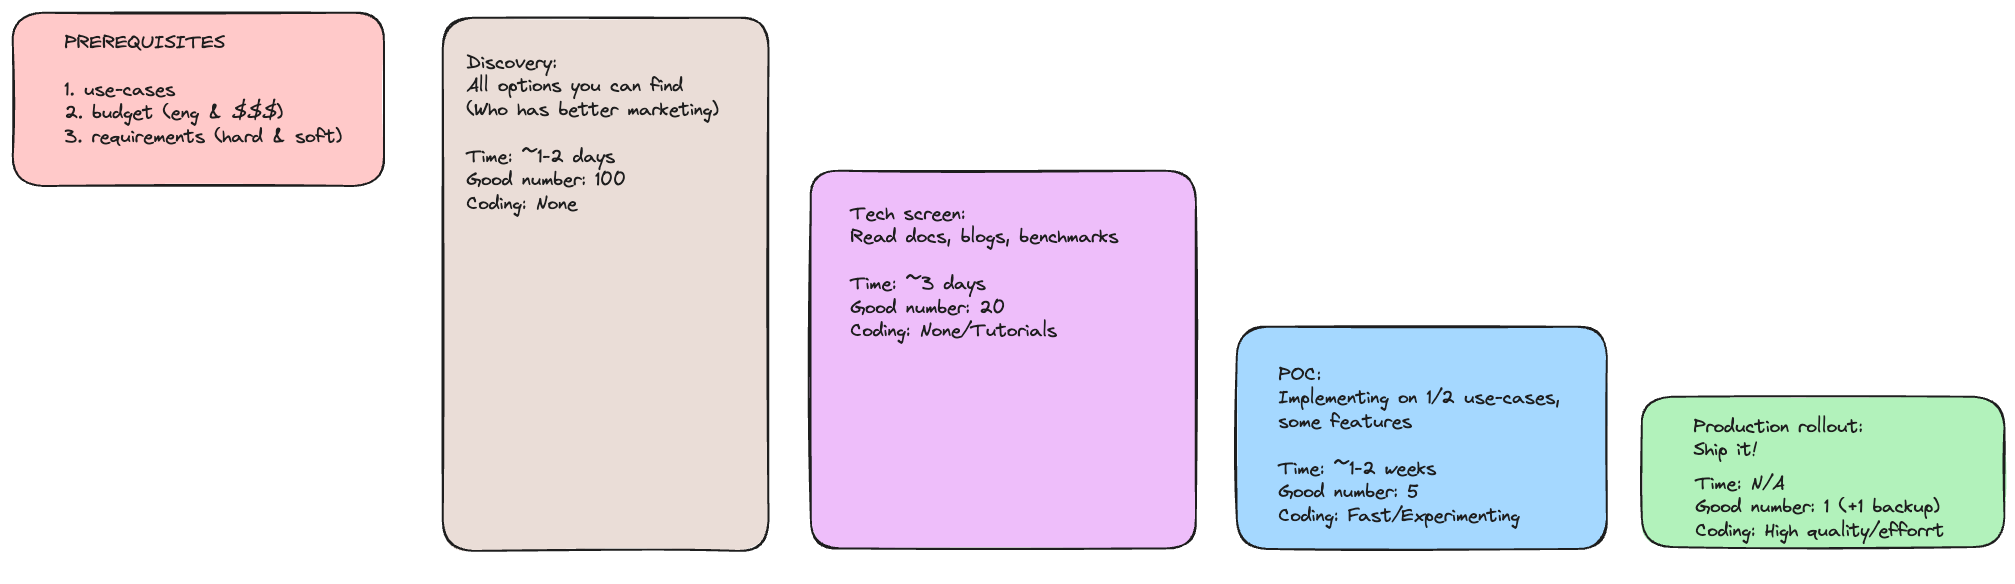 PREREQUISITES
1. use-cases
2. budget (eng & $$$)
3. requirements (hard & soft)
Discovery:
All options you can find
(Who has better marketing)
Time: ~1-2 days
Good number: 100
Coding: None
Tech screen:
Read docs, blogs, benchmarks
Time: ~3 days
Good number: 20
Coding: None/Tutorials
POC:
Implementing on 1/2 use-cases,
some features
Time: ~1-2 weeks
Good number: 5
Coding: Fast/Experimenting
Production rollout:
Ship it!
Time: N/A
Good number: 1 (+1 backup)
Coding: High quality/efforrt